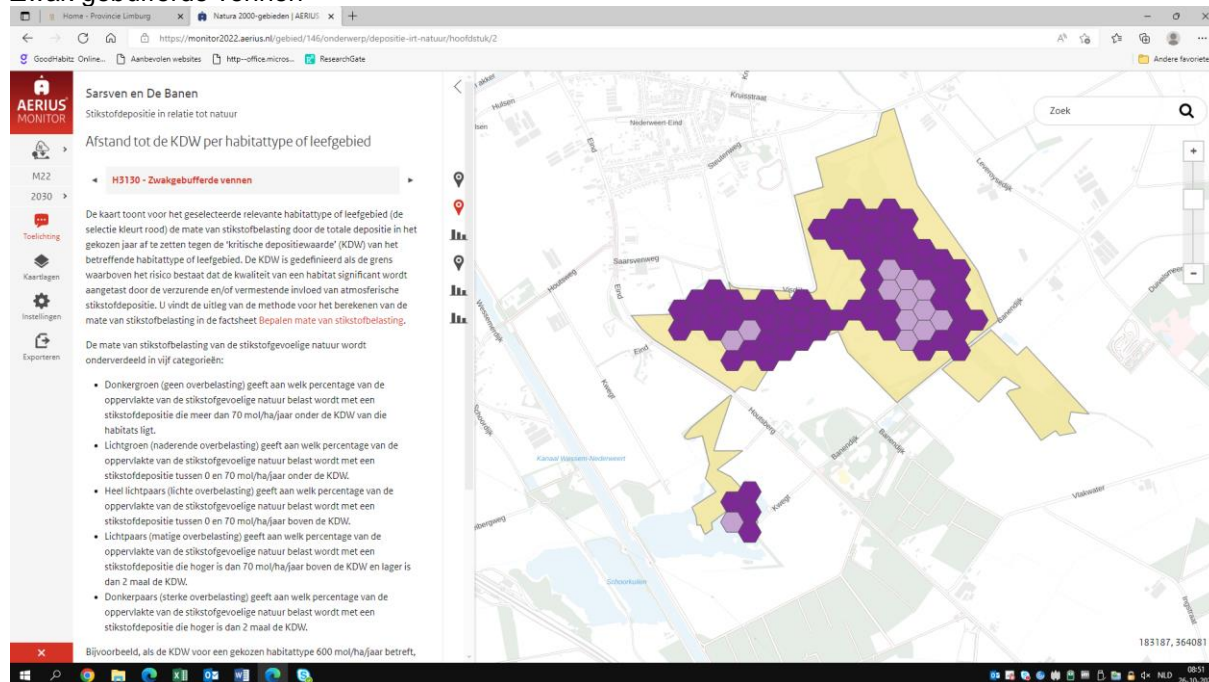 Zwak gebufferde vennen
Home - Provincie Limburg
Natura 2000-gebieden | AERIUS
https://monitor2022.aerius.nl/gebied/146/onderwerp/depositie-irt-natuur/hoofdstuk/2
GoodHabitz Online...
Aanbevolen websites
http--office.micros...
ResearchGate
Andere favorieten
AERIUS
MONITOR
M22
2030
Toelichting
Kaartlagen
Instellingen
Exporteren
Sarsven en De Banen
Stikstofdepositie in relatie tot natuur
Afstand tot de KDW per habitattype of leefgebied
H3130 - Zwakgebufferde vennen
De kaart toont voor het geselecteerde relevante habitattype of leefgebied (de
selectie kleurt rood) de mate van stikstofbelasting door de totale depositie in het
gekozen jaar af te zetten tegen de 'kritische depositiewaarde' (KDW) van het
betreffende habitattype of leefgebied. De KDW is gedefinieerd als de grens
waarboven het risico bestaat dat de kwaliteit van een habitat significant wordt
aangetast door de verzurende en/of vermestende invloed van atmosferische
stikstofdepositie. U vindt de uitleg van de methode voor het berekenen van de
mate van stikstofbelasting in de factsheet Bepalen mate van stikstofbelasting.
De mate van stikstofbelasting van de stikstofgevoelige natuur wordt
onderverdeeld in vijf categorieën:
• Donkergroen (geen overbelasting) geeft aan welk percentage van de
oppervlakte van de stikstofgevoelige natuur belast wordt met een
stikstofdepositie die meer dan 70 mol/ha/jaar onder de KDW van die
habitats ligt.
• Lichtgroen (naderende overbelasting) geeft aan welk percentage van de
oppervlakte van de stikstofgevoelige natuur belast wordt met een
stikstofdepositie tussen 0 en 70 mol/ha/jaar onder de KDW.
• Heel lichtpaars (lichte overbelasting) geeft aan welk percentage van de
oppervlakte van de stikstofgevoelige natuur belast wordt met een
stikstofdepositie tussen 0 en 70 mol/ha/jaar boven de KDW.
• Lichtpaars (matige overbelasting) geeft aan welk percentage van de
oppervlakte van de stikstofgevoelige natuur belast wordt met een
stikstofdepositie die hoger is dan 70 mol/ha/jaar boven de KDW en lager is
dan 2 maal de KDW.
• Donkerpaars (sterke overbelasting) geeft aan welk percentage van de
oppervlakte van de stikstofgevoelige natuur belast wordt met een
stikstofdepositie die hoger is dan 2 maal de KDW.
Bijvoorbeeld, als de KDW voor een gekozen habitattype 600 mol/ha/jaar betreft,
Zoek
Hulsen
Kruisstraat
Nederweert-Eind
Eind
Steutenweg
Leveroysedijk
Saarsvenweg
Houtsweg
Eind
Wessemerdijk
Eind
Kwegt
Banendijk
Houtsberg
Banendijk
Banendijk
Kanaal Wessem-Nederweert
Kwegt
Vlakwater
Schoorkuilen
183187, 364081
NLD
08:51